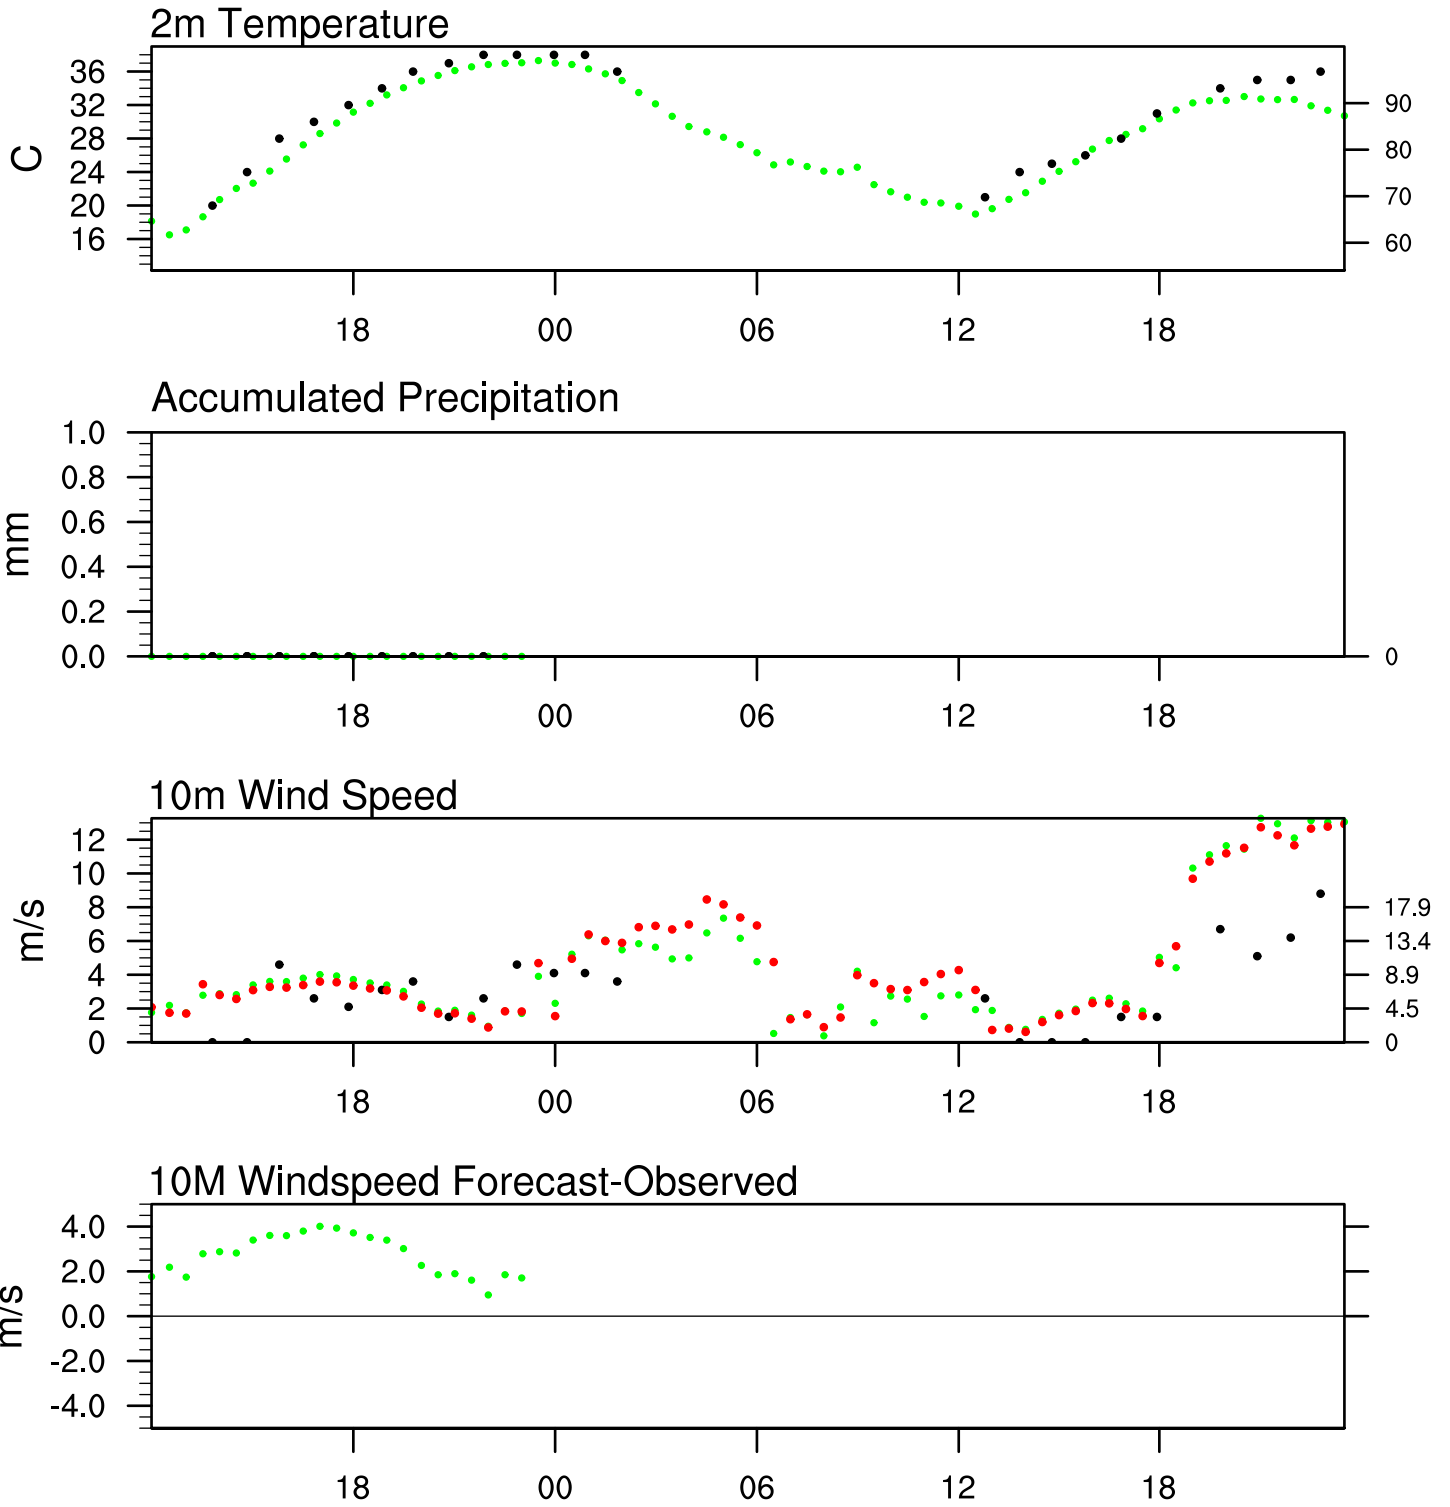 2m Temperature
36
32
28
24
20
16
C
90
80
70
60
18 00 06 12 18
Accumulated Precipitation
1.0
0.8
0.6
0.4
0.2
0.0
mm
0
18 00 06 12 18
10m Wind Speed
12
10
8
6
4
2
0
m/s
17.9
13.4
8.9
4.5
0
18 00 06 12 18
10M Windspeed Forecast-Observed
4.0
2.0
0.0
-2.0
-4.0
m/s
18 00 06 12 18